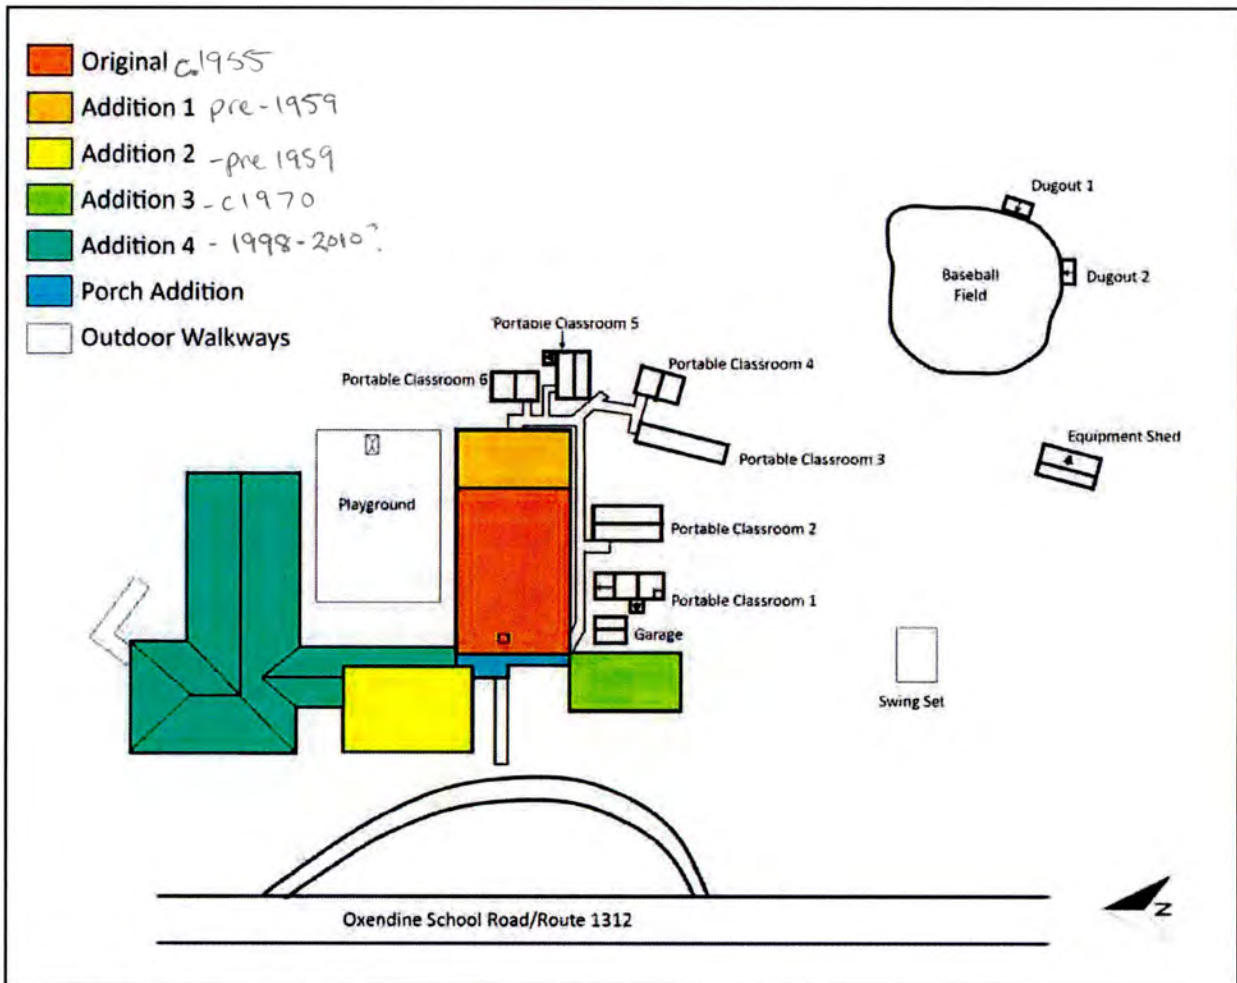 Original c.1955
Addition 1 pre-1959
Addition 2 -pre 1959
Addition 3 -c1970
Addition 4 - 1998-2010?
Porch Addition
Outdoor Walkways
Dugout 1
Baseball
Field
Dugout 2
Portable Classroom 5
Portable Classroom 6
Portable Classroom 4
Equipment Shed
Portable Classroom 3
Playground
Portable Classroom 2
Portable Classroom 1
Garage
Swing Set
Oxendine School Road/Route 1312
N